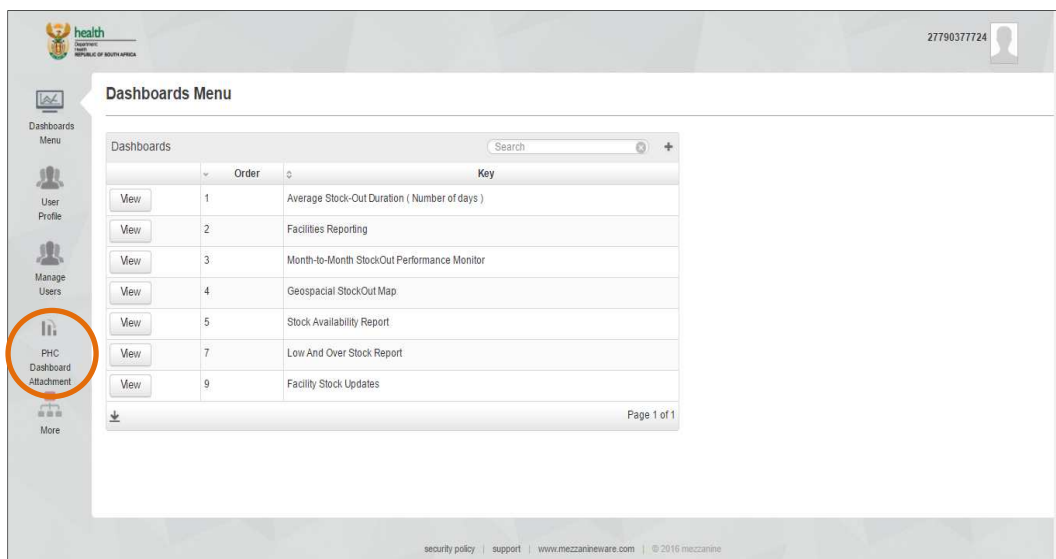 health
Department:
Health
REPUBLIC OF SOUTH AFRICA
27790377724
Dashboards Menu
Dashboards
Menu
User
Profile
Manage
Users
PHC
Dashboard
Attachment
More
Dashboards
Search
Order
Key
View 1 Average Stock-Out Duration ( Number of days )
View 2 Facilities Reporting
View 3 Month-to-Month StockOut Performance Monitor
View 4 Geospacial StockOut Map
View 5 Stock Availability Report
View 7 Low And Over Stock Report
View 9 Facility Stock Updates
Page 1 of 1
security policy | support | www.mezzanineware.com | © 2016 mezzanine